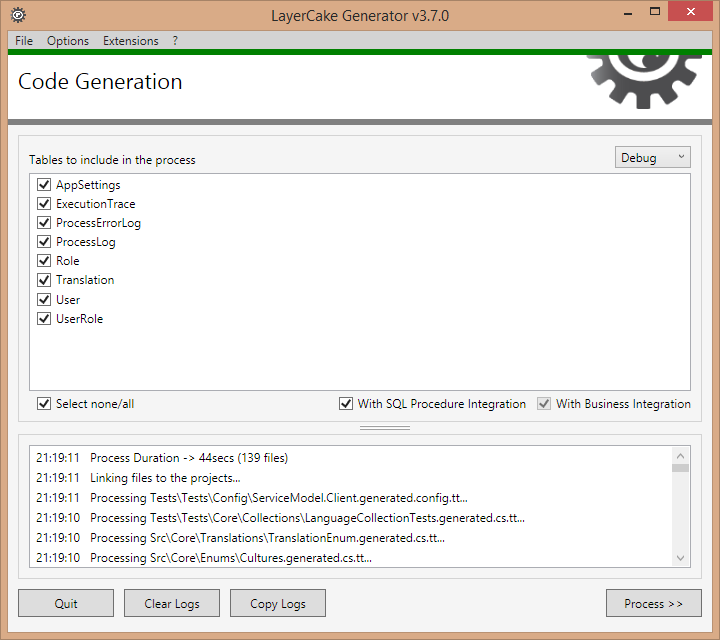 LayerCake Generator v3.7.0
File Options Extensions ?
Code Generation
Tables to include in the process
Debug
AppSettings
ExecutionTrace
ProcessErrorLog
ProcessLog
Role
Translation
User
UserRole
Select none/all With SQL Procedure Integration With Business Integration
21:19:11 Process Duration -> 44secs (139 files)
21:19:11 Linking files to the projects...
21:19:11 Processing Tests\Tests\Config\ServiceModel.Client.generated.config.tt...
21:19:10 Processing Tests\Tests\Core\Collections\LanguageCollectionTests.generated.cs.tt...
21:19:10 Processing Src\Core\Translations\TranslationEnum.generated.cs.tt...
21:19:10 Processing Src\Core\Enums\Cultures.generated.cs.tt...
Quit Clear Logs Copy Logs Process >>